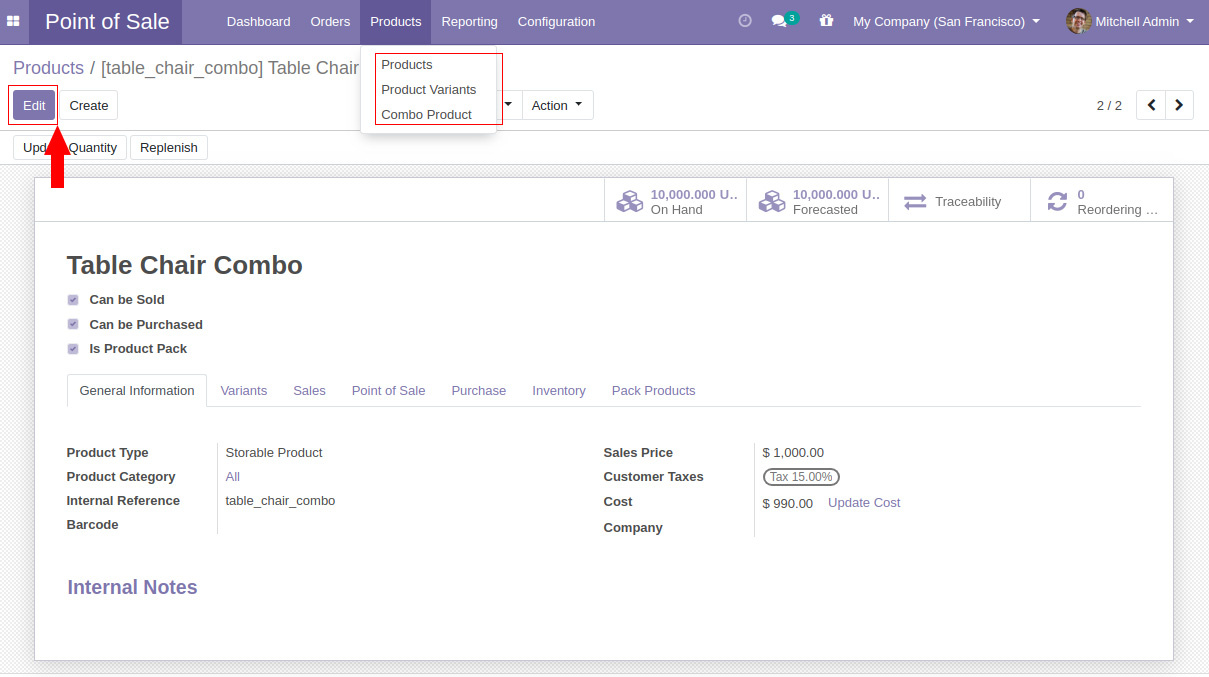 Point of Sale Dashboard Orders Products Reporting Configuration 3 My Company (San Francisco) Mitchell Admin
Products / [table_chair_combo] Table Chair
Products
Product Variants
Combo Product
Edit Create Action 2 / 2
Quantity Replenish
10,000.000 U.. On Hand
10,000.000 U.. Forecasted
Traceability
0 Reordering ...
Table Chair Combo
Can be Sold
Can be Purchased
Is Product Pack
General Information Variants Sales Point of Sale Purchase Inventory Pack Products
Product Type Storable Product
Product Category All
Internal Reference table_chair_combo
Barcode
Sales Price $ 1,000.00
Customer Taxes Tax 15.00%
Cost $ 990.00 Update Cost
Company
Internal Notes